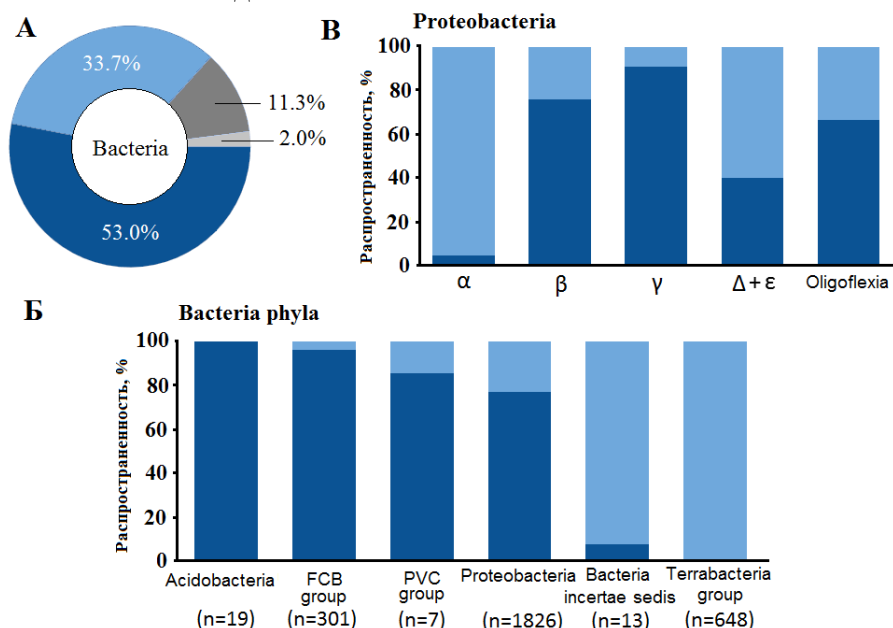 А
33.7%
11.3%
2.0%
Bacteria
53.0%
В
Proteobacteria
Распространенность, %
100
80
60
40
20
0
α
β
γ
Δ + ε
Oligoflexia
Б
Bacteria phyla
Распространенность, %
100
80
60
40
20
0
Acidobacteria
(n=19)
FCB
group
(n=301)
PVC
group
(n=7)
Proteobacteria
(n=1826)
Bacteria
incertae sedis
(n=13)
Terrabacteria
group
(n=648)